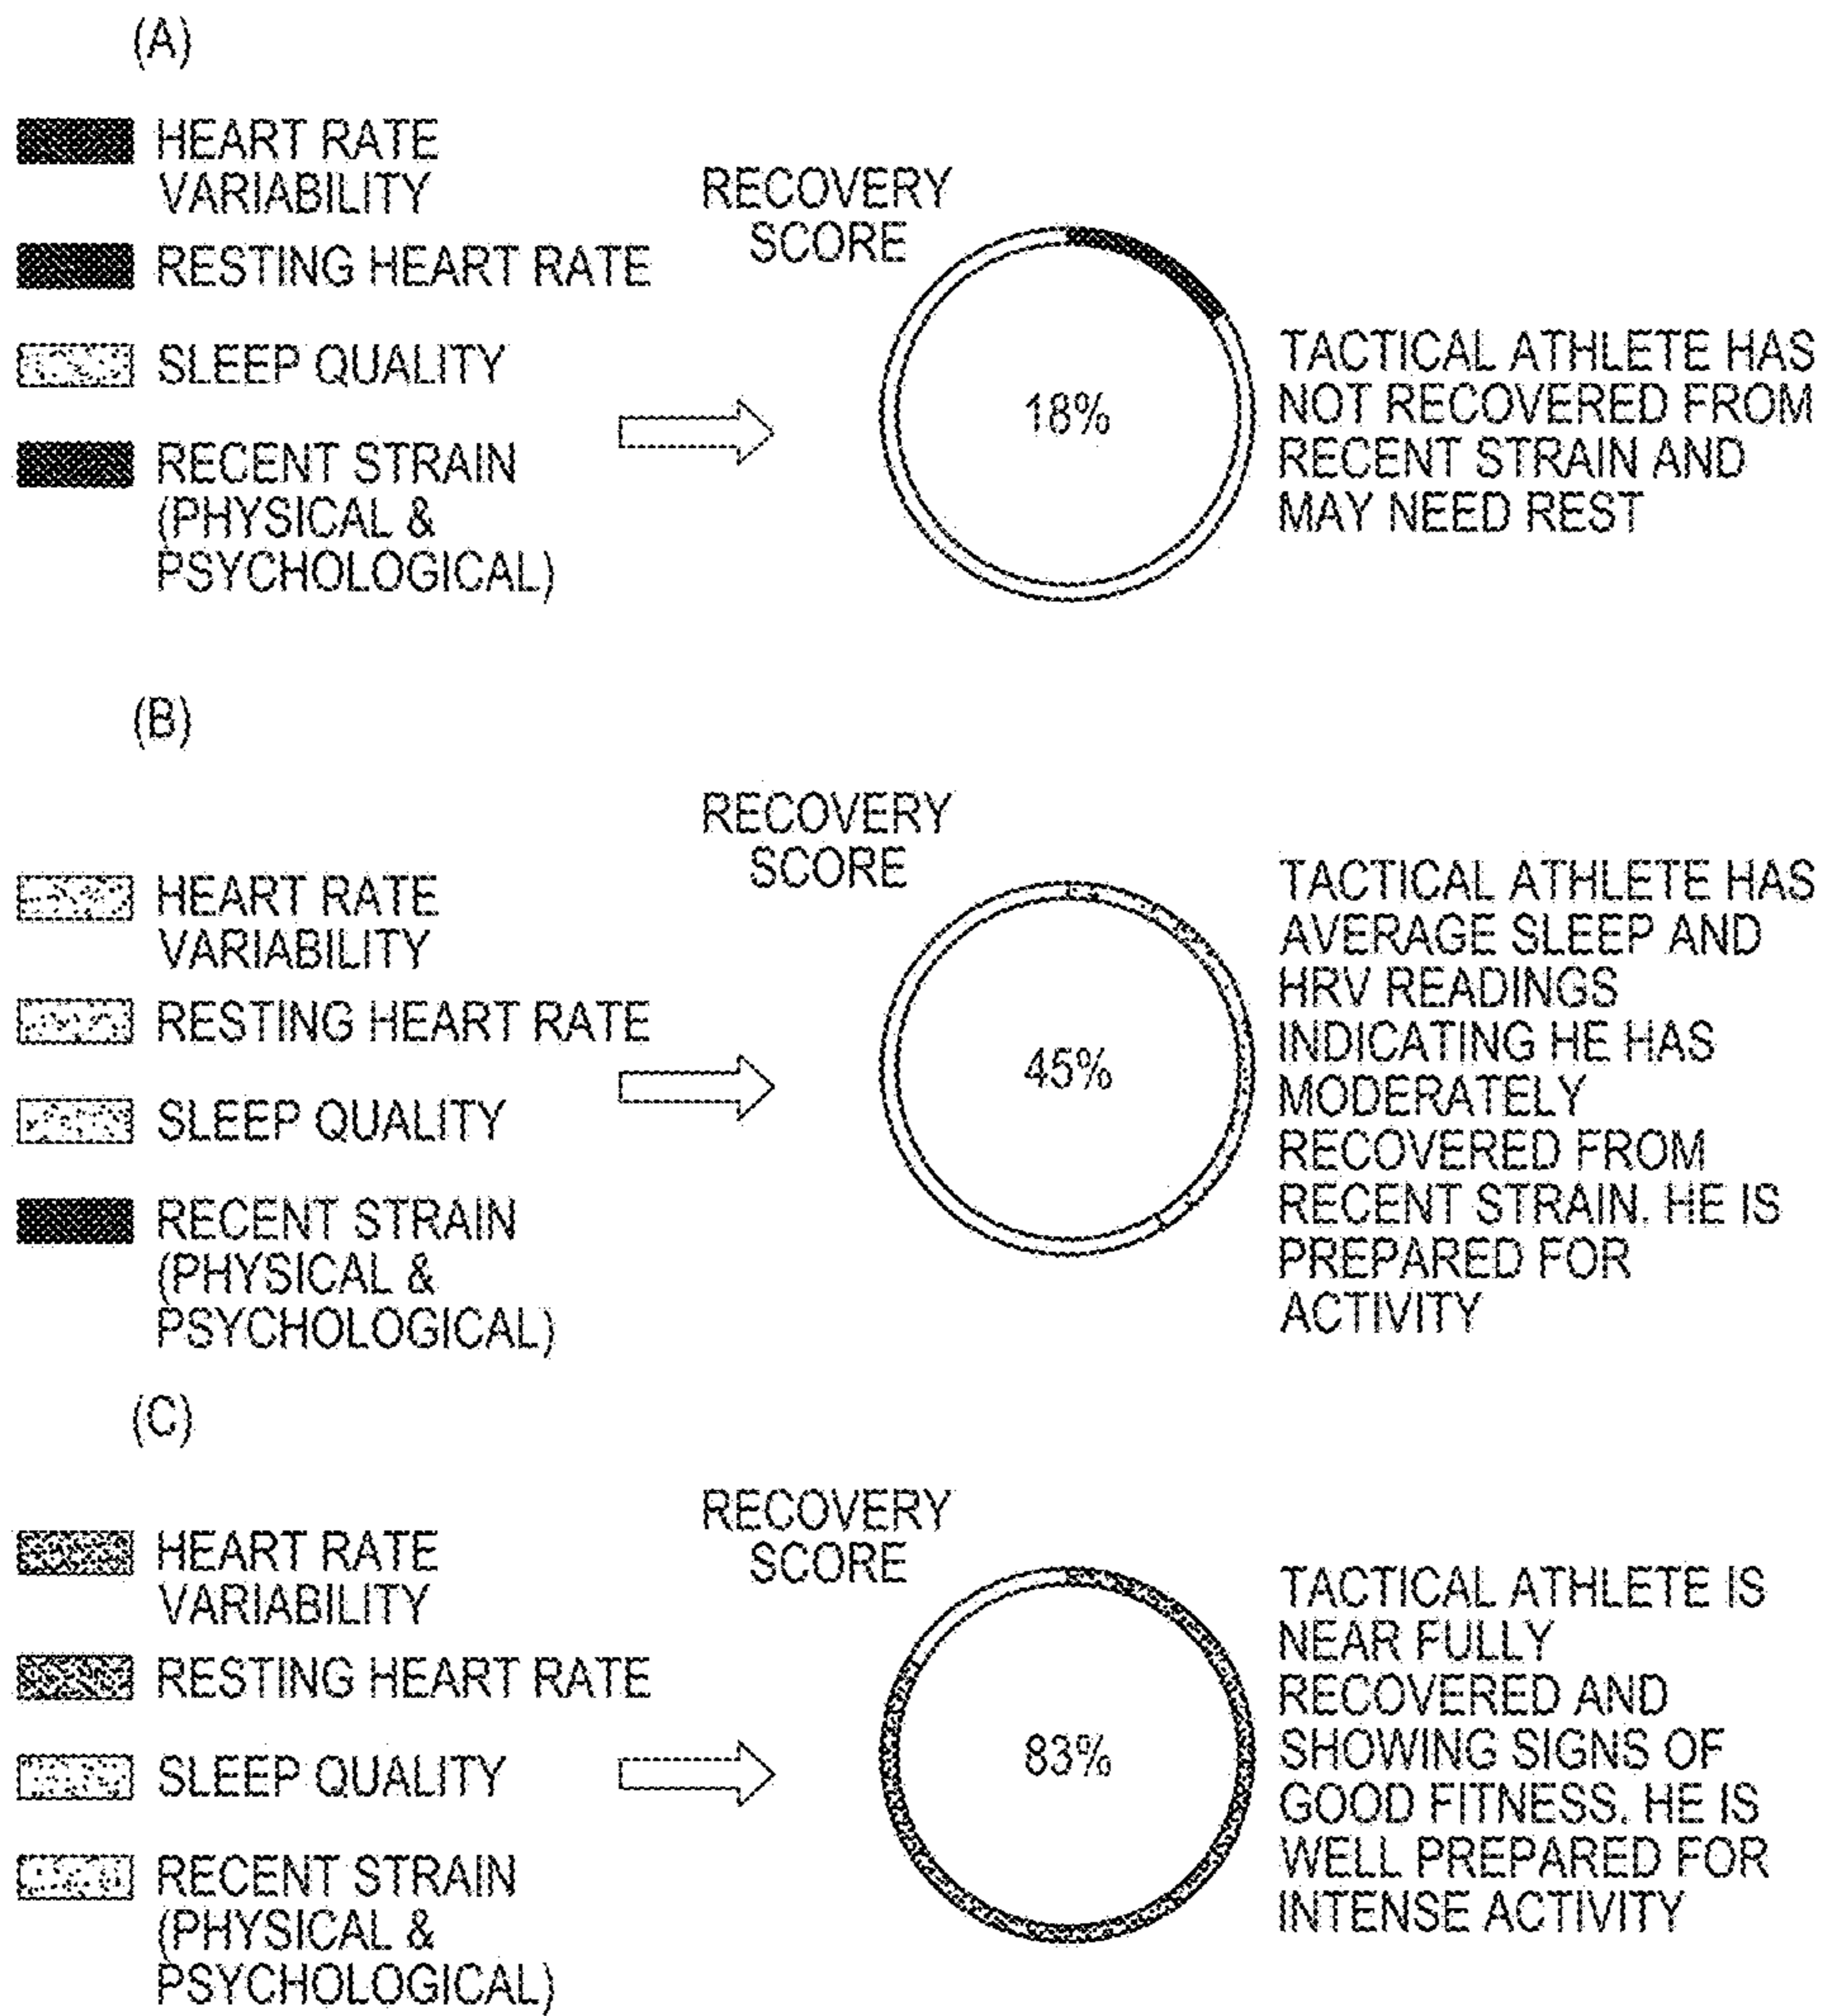 (A)
HEART RATE
VARIABILITY
RESTING HEART RATE
SLEEP QUALITY
RECENT STRAIN
(PHYSICAL &
PSYCHOLOGICAL)
RECOVERY
SCORE
18%
TACTICAL ATHLETE HAS
NOT RECOVERED FROM
RECENT STRAIN AND
MAY NEED REST
(B)
HEART RATE
VARIABILITY
RESTING HEART RATE
SLEEP QUALITY
RECENT STRAIN
(PHYSICAL &
PSYCHOLOGICAL)
RECOVERY
SCORE
45%
TACTICAL ATHLETE HAS
AVERAGE SLEEP AND
HRV READINGS
INDICATING HE HAS
MODERATELY
RECOVERED FROM
RECENT STRAIN. HE IS
PREPARED FOR
ACTIVITY
(C)
HEART RATE
VARIABILITY
RESTING HEART RATE
SLEEP QUALITY
RECENT STRAIN
(PHYSICAL &
PSYCHOLOGICAL)
RECOVERY
SCORE
83%
TACTICAL ATHLETE IS
NEAR FULLY
RECOVERED AND
SHOWING SIGNS OF
GOOD FITNESS. HE IS
WELL PREPARED FOR
INTENSE ACTIVITY